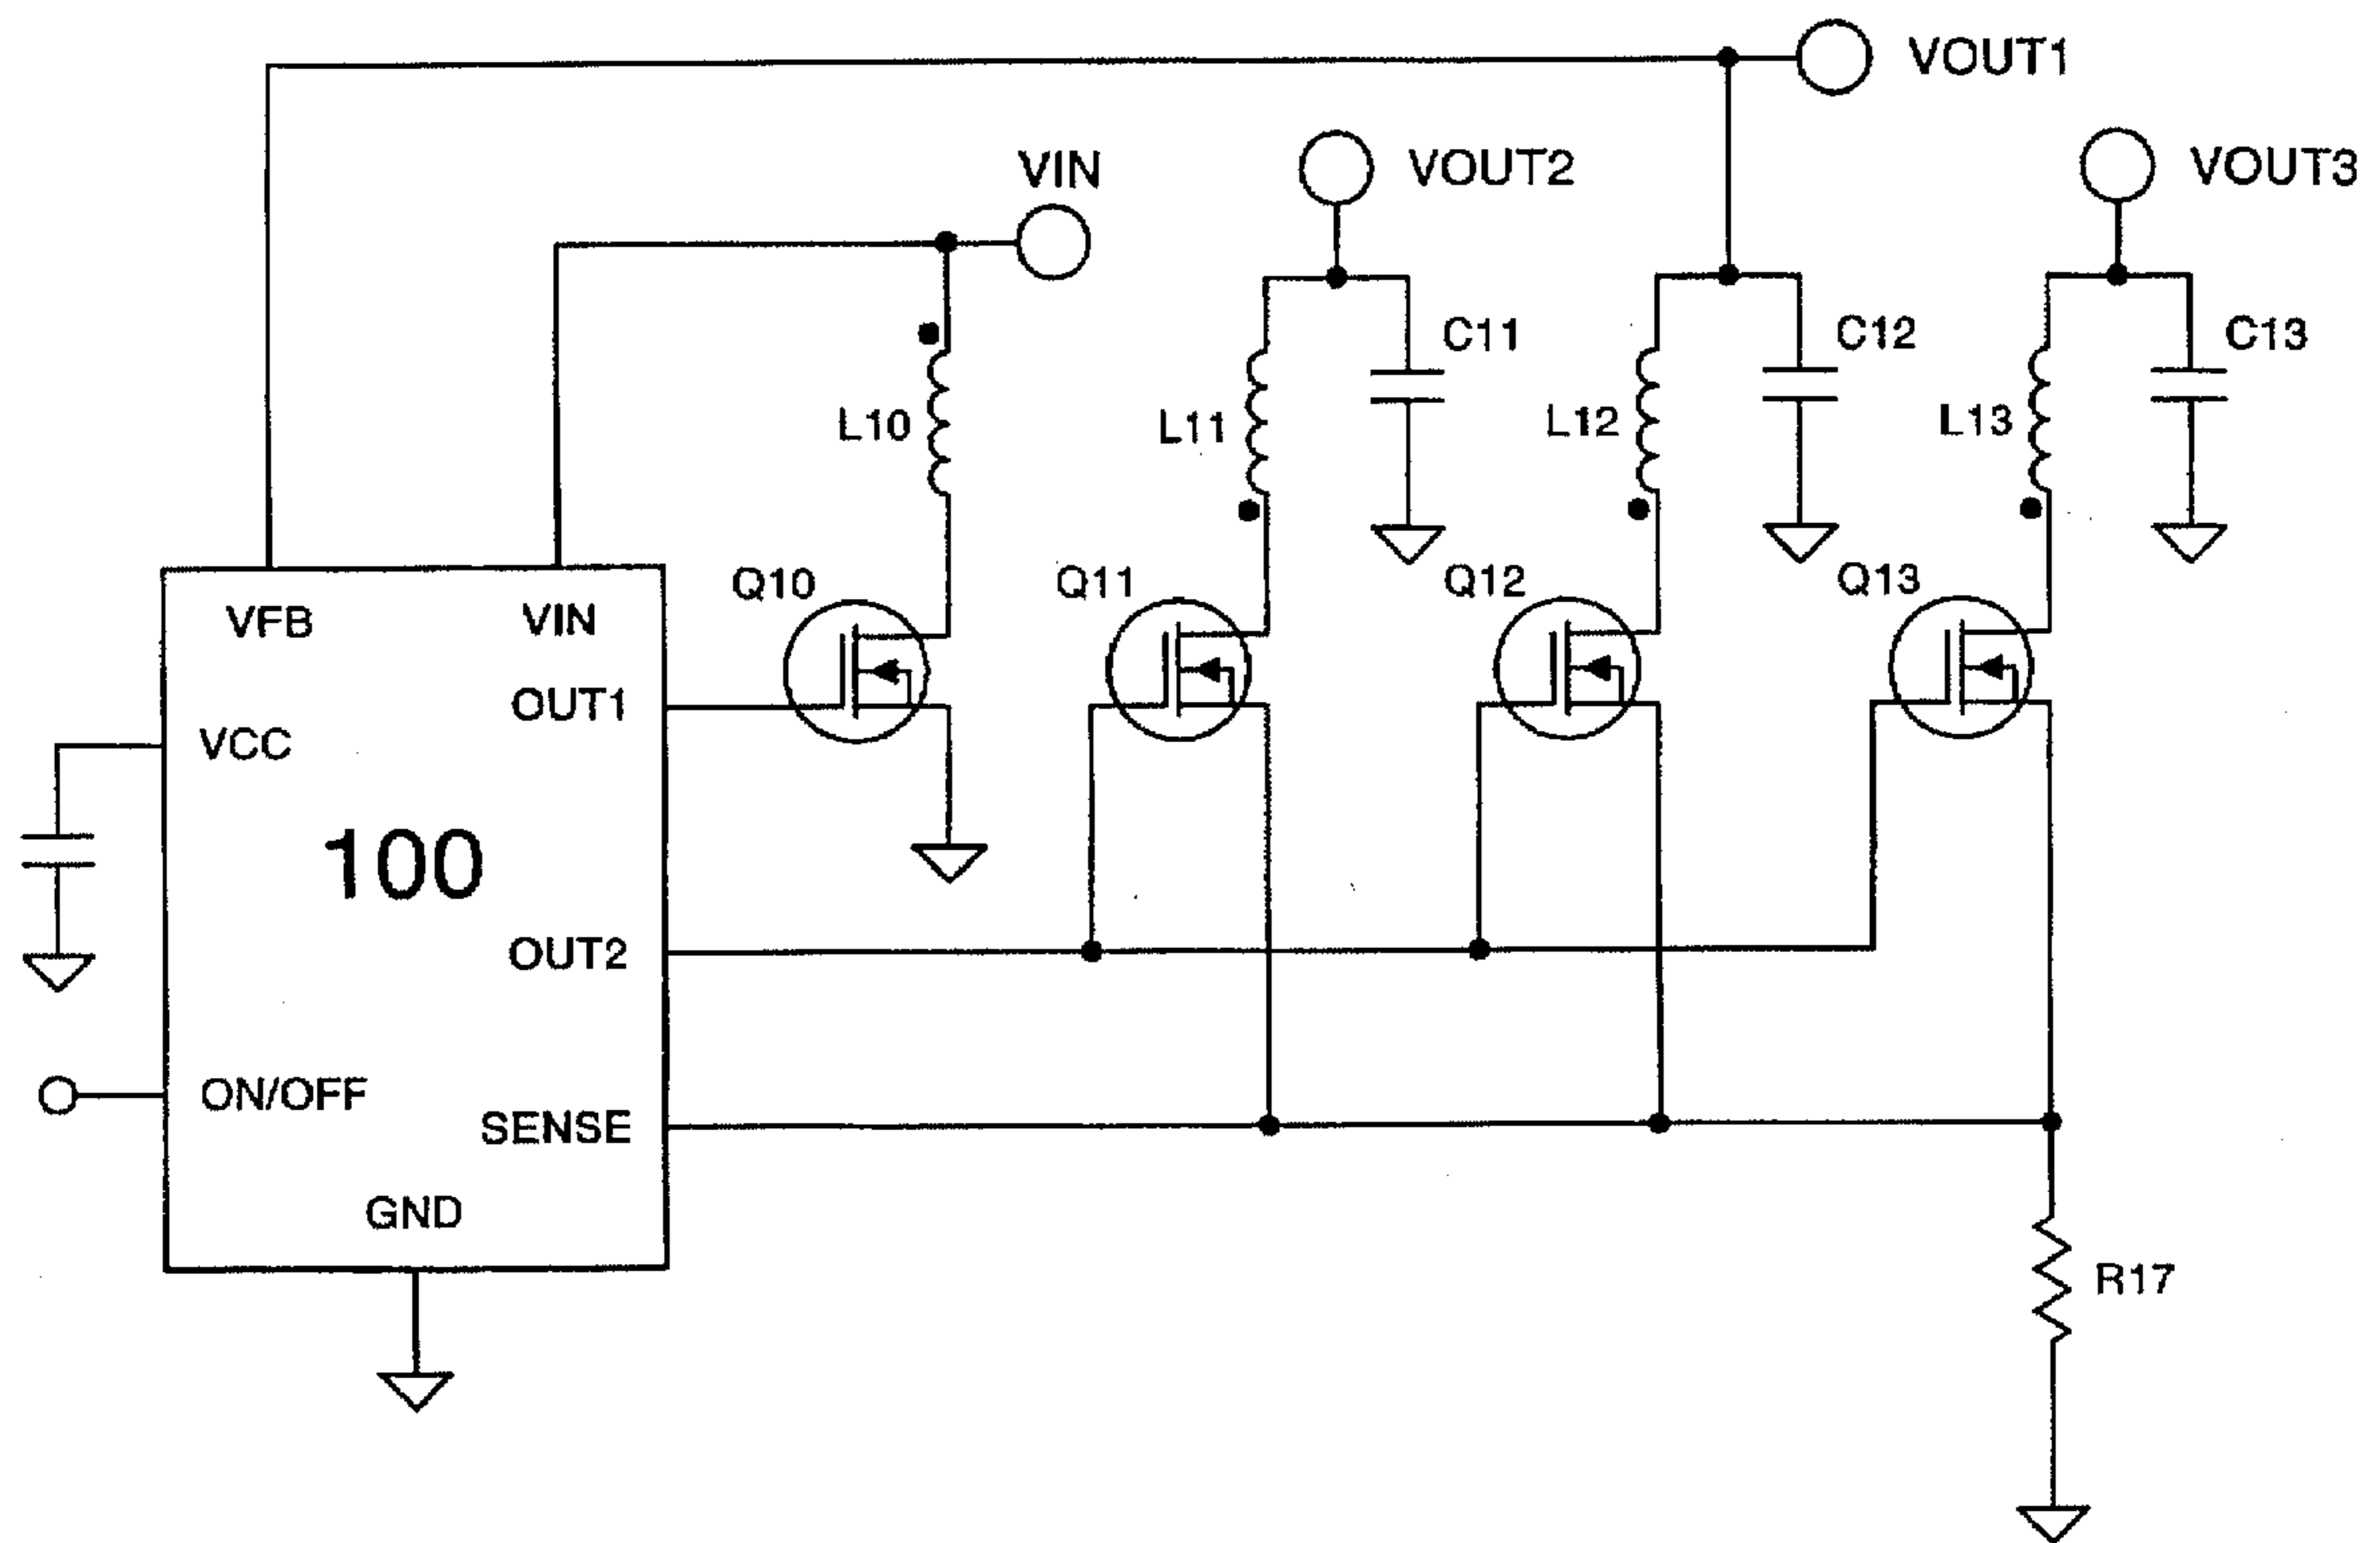 VOUT1
VIN
VOUT2
VOUT3
C11
C12
C13
L10
L11
L12
L13
Q10
Q11
Q12
Q13
VFB
VIN
OUT1
VCC
100
OUT2
ON/OFF
SENSE
GND
R17